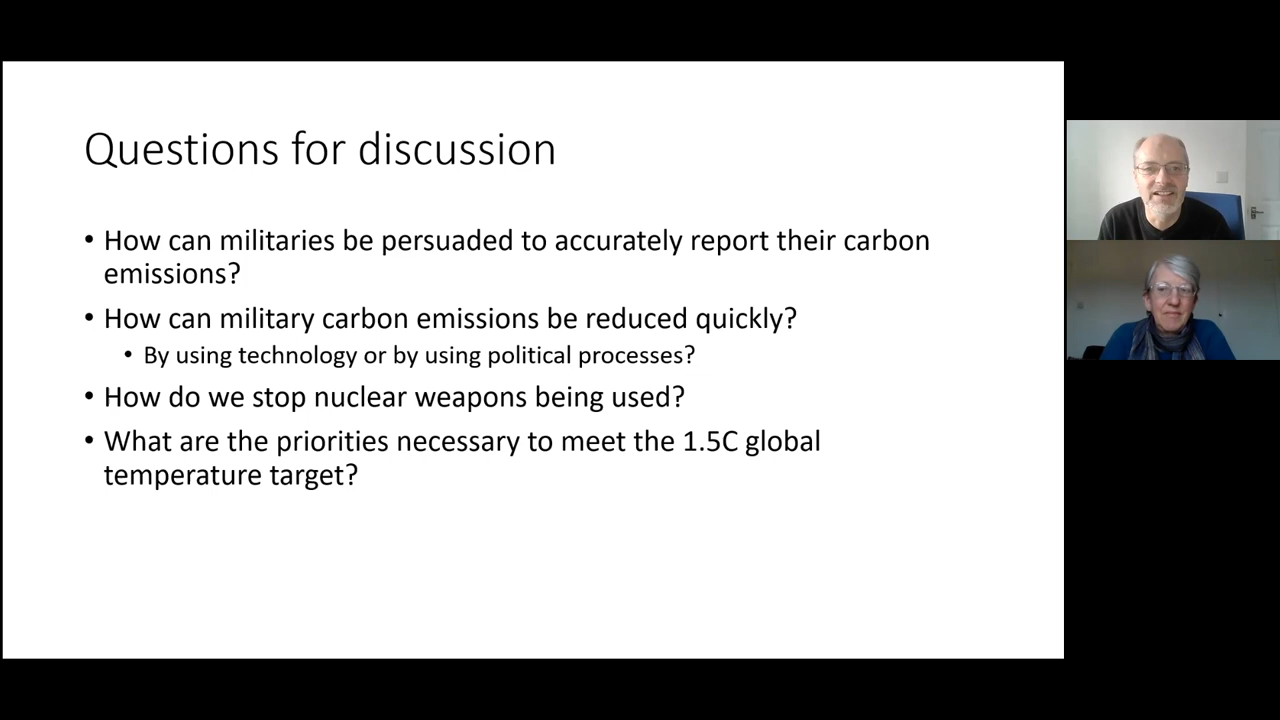 Questions for discussion
• How can militaries be persuaded to accurately report their carbon
emissions?
• How can military carbon emissions be reduced quickly?
• By using technology or by using political processes?
• How do we stop nuclear weapons being used?
• What are the priorities necessary to meet the 1.5C global
temperature target?